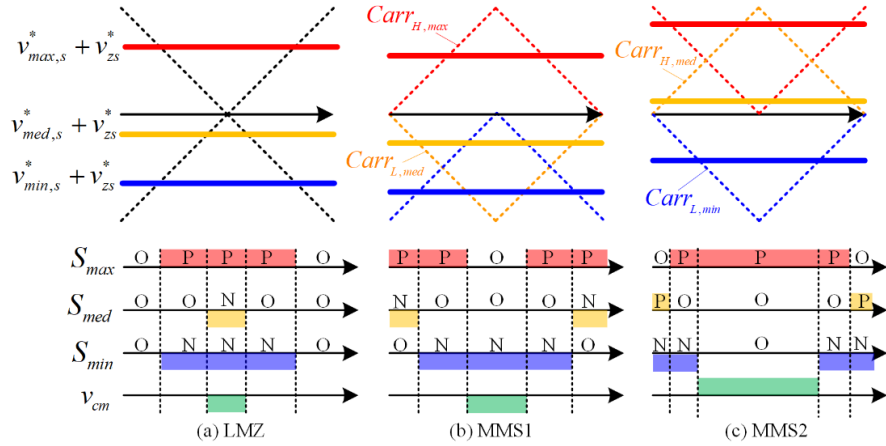 v*max,s + v*zs
v*med,s + v*zs
v*min,s + v*zs
CarrH,max
CarrL,med
CarrH,med
CarrL,min
Smax O P P P O
Smed O O N O O
Smin O N N N O
vcm
(a) LMZ
P P O P P
N O O O N
O N N N O
(b) MMS1
O P P P O
P O O O P
N N O N N
(c) MMS2